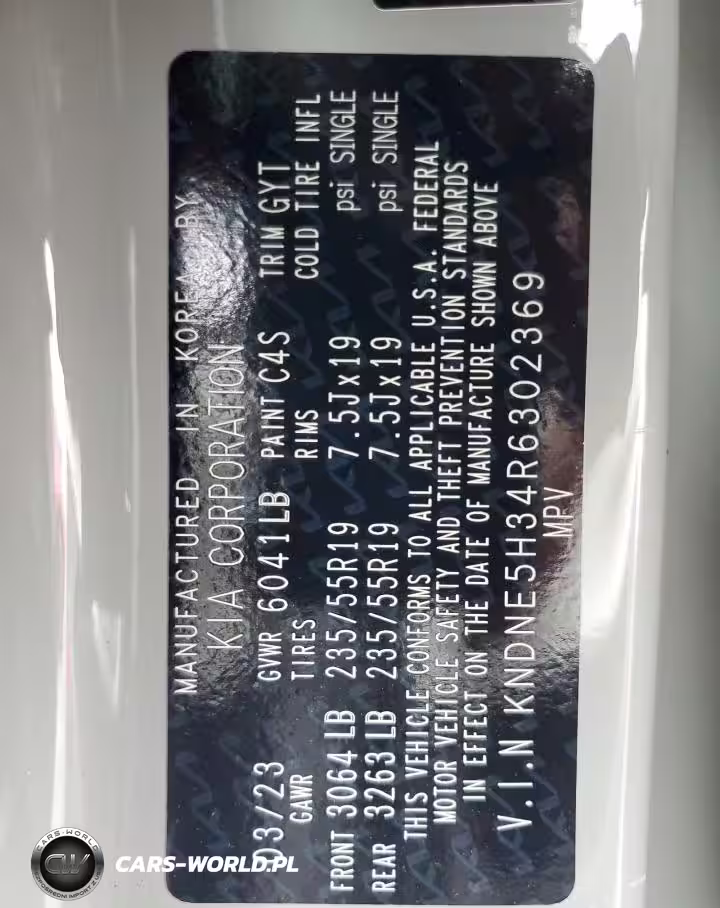 MANUFACTURED IN KOREA BY
KIA CORPORATION
03/23 GVWR 6041LB PAINT C4S TRIM GYT
GAWR TIRES RIMS COLD TIRE INFL
FRONT 3064 LB 235/55R19 7.5Jx19 psi SINGLE
REAR 3263 LB 235/55R19 7.5Jx19 psi SINGLE
THIS VEHICLE CONFORMS TO ALL APPLICABLE U.S.A. FEDERAL
MOTOR VEHICLE SAFETY AND THEFT PREVENTION STANDARDS
IN EFFECT ON THE DATE OF MANUFACTURE SHOWN ABOVE
V.I.N KNDNE5H34R6302369
MPV
CARS-WORLD
CW
CARS-WORLD.PL